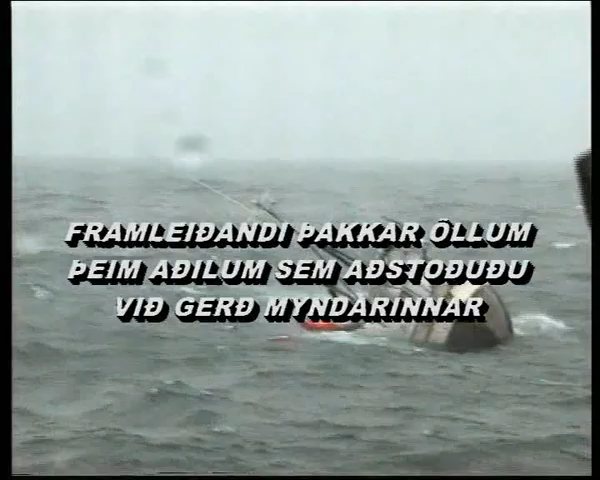 FRAMLEIÐANDI ÞAKKAR ÖLLUM
ÞEIM AÐILUM SEM AÐSTOÐUÐU
VIÐ GERÐ MYNDARINNAR